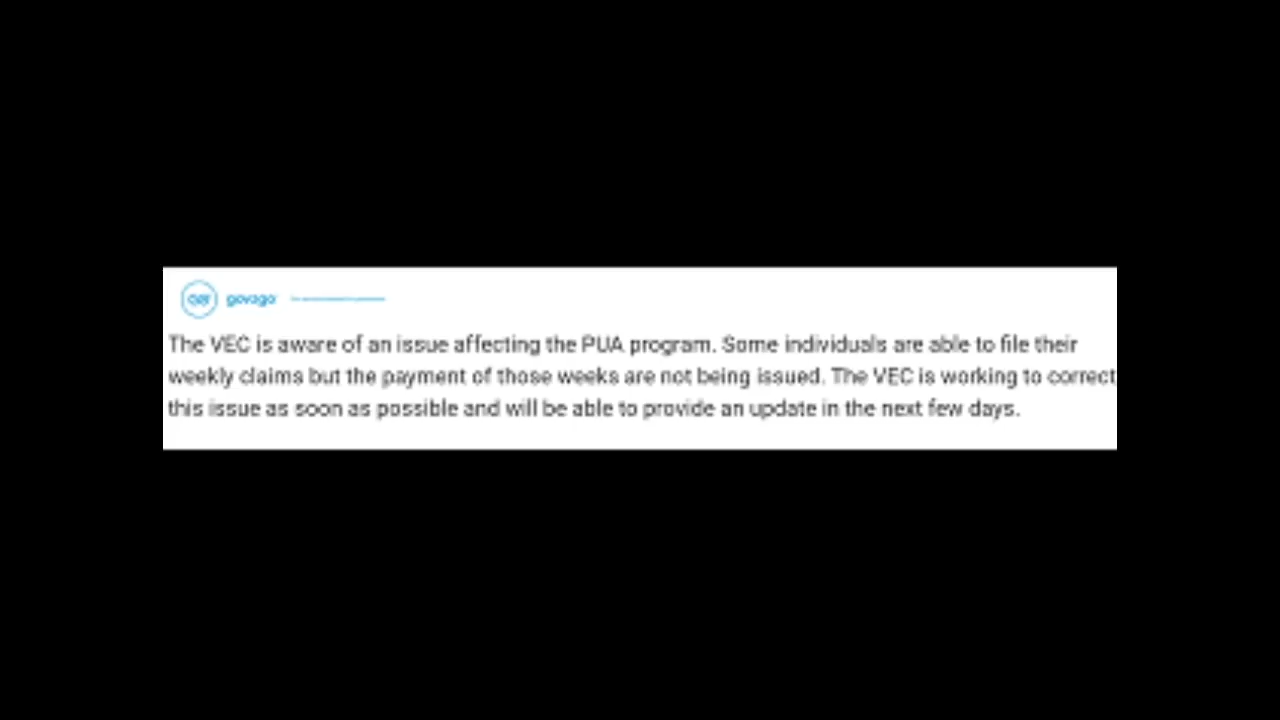 govago
The VEC is aware of an issue affecting the PUA program. Some individuals are able to file their
weekly claims but the payment of those weeks are not being issued. The VEC is working to correct
this issue as soon as possible and will be able to provide an update in the next few days.